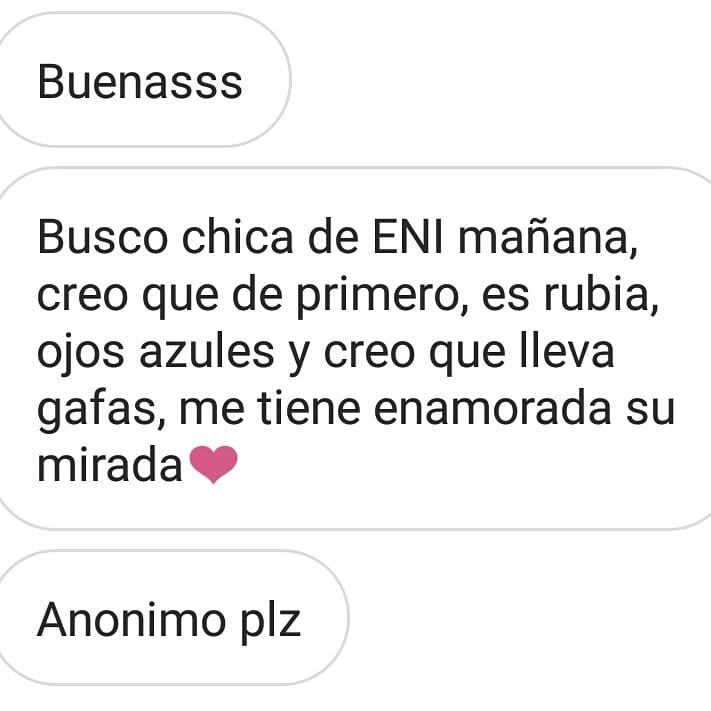 Buenasss
Busco chica de ENI mañana,
creo que de primero, es rubia,
ojos azules y creo que lleva
gafas, me tiene enamorada su
mirada❤
Anonimo plz